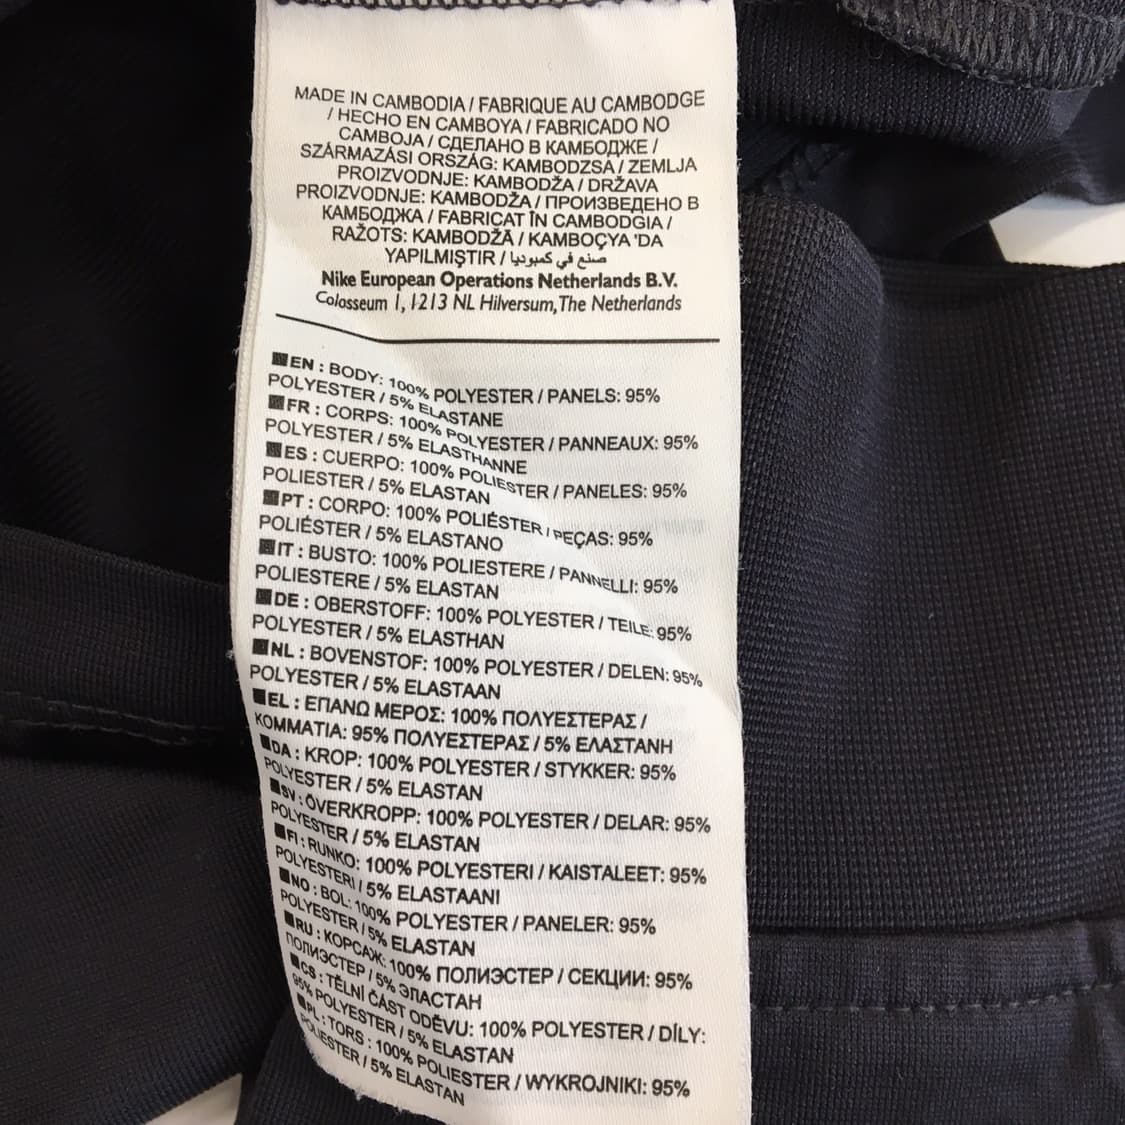 MADE IN CAMBODIA / FABRIQUE AU CAMBODGE
/ HECHO EN CAMBOYA / FABRICADO NO
CAMBOJA / СДЕЛАНО В КАМБОДЖЕ /
SZÁRMAZÁSI ORSZÁG: KAMBODZSA / ZEMLJA
PROIZVODNJE: KAMBODŽA / DRŽAVA
PROIZVODNJE: KAMBODŽA / ПРОИЗВЕДЕНО В
КАМБОДЖА / FABRICAT ÎN CAMBODGIA /
RAŽOTS: KAMBODŽĀ / KAMBOÇYA 'DA
YAPILMIŞTIR / صنع في كمبوديا
Nike European Operations Netherlands B.V.
Colosseum 1, 1213 NL Hilversum, The Netherlands
EN : BODY: 100% POLYESTER / PANELS: 95%
POLYESTER / 5% ELASTANE
FR : CORPS: 100% POLYESTER / PANNEAUX: 95%
POLYESTER / 5% ELASTHANNE
ES : CUERPO: 100% POLIESTER / PANELES: 95%
POLIESTER / 5% ELASTAN
PT : CORPO: 100% POLIÉSTER / PEÇAS: 95%
POLIÉSTER / 5% ELASTANO
IT : BUSTO: 100% POLIESTERE / PANNELLI: 95%
POLIESTERE / 5% ELASTAN
DE : OBERSTOFF: 100% POLYESTER / TEILE: 95%
POLYESTER / 5% ELASTHAN
NL : BOVENSTOF: 100% POLYESTER / DELEN: 95%
POLYESTER / 5% ELASTAAN
EL : ΕΠΑΝΩ ΜΕΡΟΣ: 100% ΠΟΛΥΕΣΤΕΡΑΣ /
ΚΟΜΜΑΤΙΑ: 95% ΠΟΛΥΕΣΤΕΡΑΣ / 5% ΕΛΑΣΤΑΝΗ
DA : KROP: 100% POLYESTER / STYKKER: 95%
POLYESTER / 5% ELASTAN
SV : ÖVERKROPP: 100% POLYESTER / DELAR: 95%
POLYESTER / 5% ELASTAN
FI : RUNKO: 100% POLYESTERI / KAISTALEET: 95%
POLYESTERI / 5% ELASTAANI
NO : BOL: 100% POLYESTER / PANELER: 95%
POLYESTER / 5% ELASTAN
RU : КОРСАЖ: 100% ПОЛИЭСТЕР / СЕКЦИИ: 95%
ПОЛИЭСТЕР / 5% ЭЛАСТАН
CS : TĚLNÍ ČÁST ODĚVU: 100% POLYESTER / DÍLY:
95% POLYESTER / 5% ELASTAN
PL : TORS : 100% POLIESTER / WYKROJNIKI: 95%
POLIESTER / 5% ELASTAN